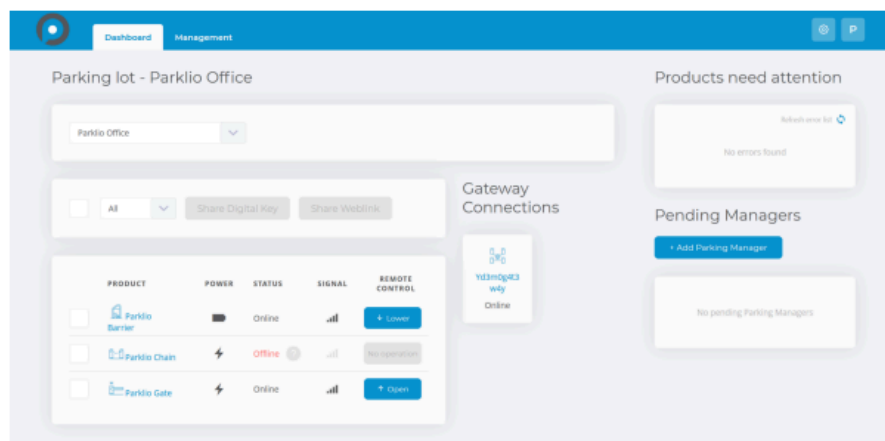 Dashboard
Management
P
Parking lot - Parklio Office
Products need attention
Parklio Office
Refresh error list
No errors found
All
Share Digital Key
Share Weblink
Gateway
Connections
Pending Managers
+ Add Parking Manager
No pending Parking Managers
w4y
Online
PRODUCT
POWER
STATUS
SIGNAL
REMOTE
CONTROL
Parklio
Barrier
Online
Lower
Parklio Chain
Offline
?
No operation
Parklio Gate
Online
Open